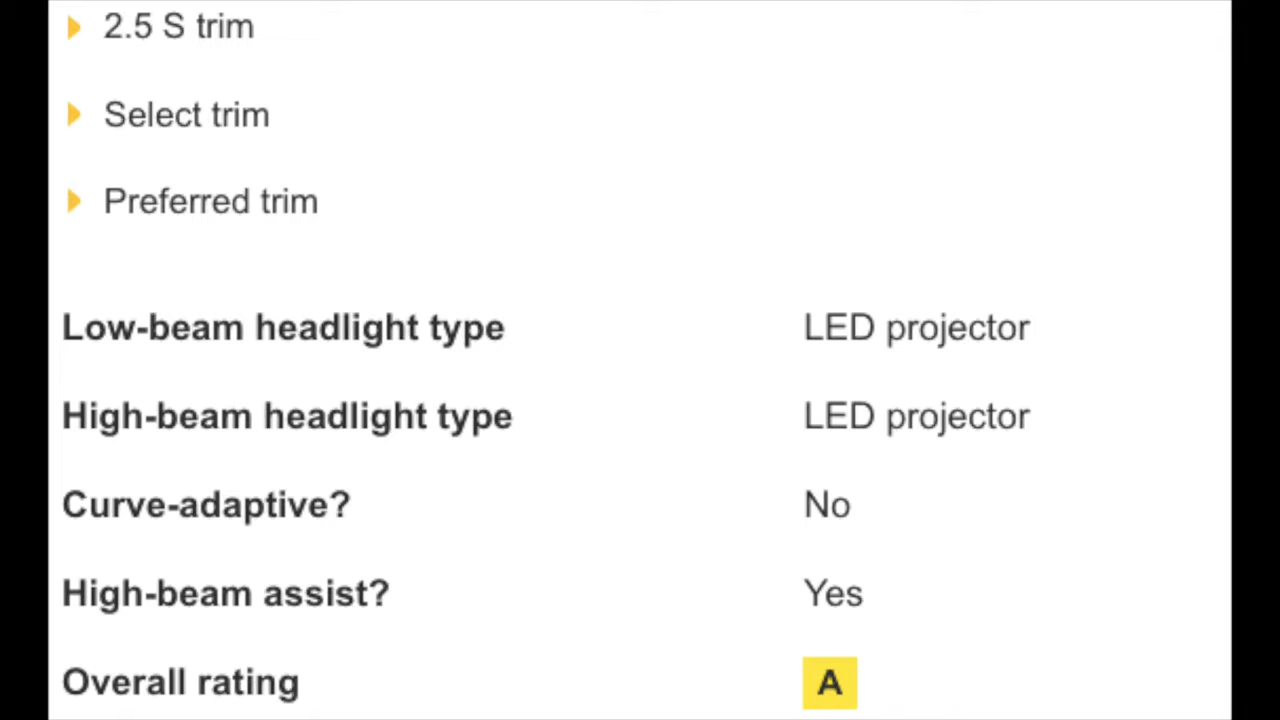 2.5 S trim
Select trim
Preferred trim
Low-beam headlight type LED projector
High-beam headlight type LED projector
Curve-adaptive? No
High-beam assist? Yes
Overall rating A